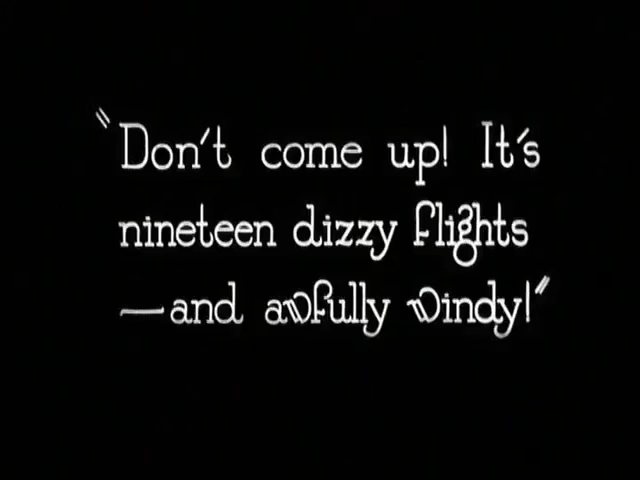 "Don't come up! It's
nineteen dizzy flights
—and awfully windy!"